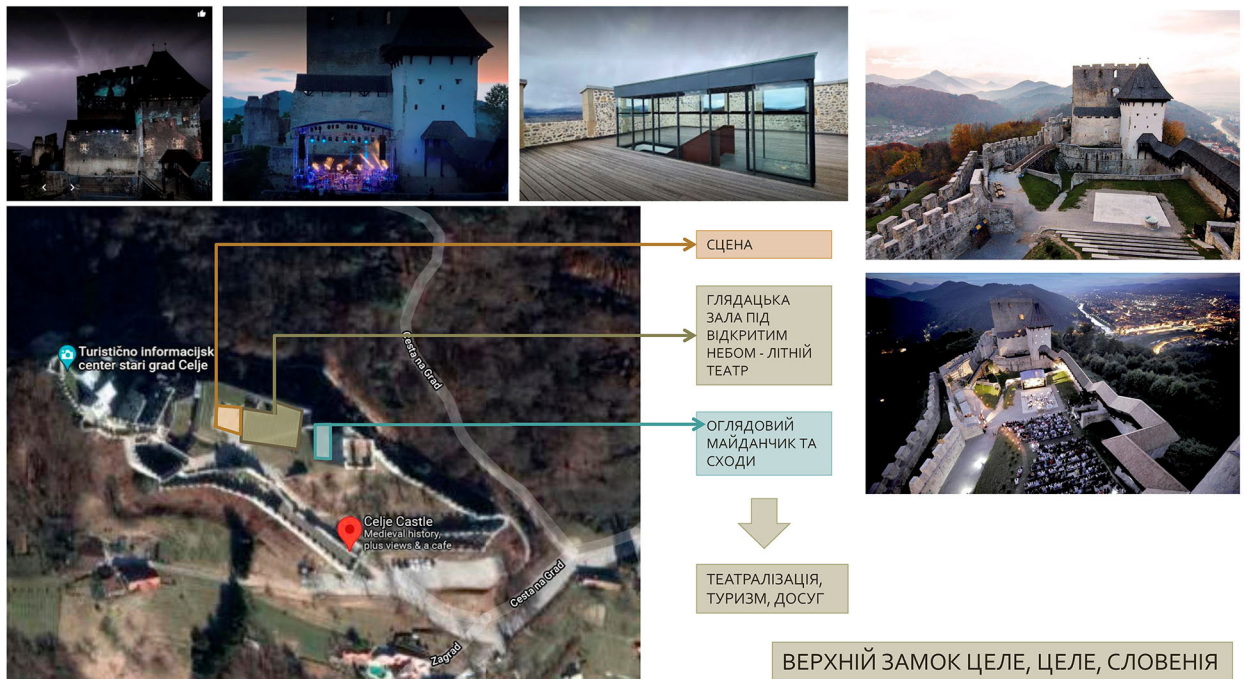 СЦЕНА
ГЛЯДАЦЬКА
ЗАЛА ПІД
ВІДКРИТИМ
НЕБОМ - ЛІТНІЙ
ТЕАТР
ОГЛЯДОВИЙ
МАЙДАНЧИК ТА
СХОДИ
ТЕАТРАЛІЗАЦІЯ,
ТУРИЗМ, ДОСУГ
ВЕРХНІЙ ЗАМОК ЦЕЛЕ, ЦЕЛЕ, СЛОВЕНІЯ
Turistično informacijsk
center stari grad Celje
Cesta na Grad
Celje Castle
Medieval history,
plus views & a cafe
Cesta na Grad
Zagrad